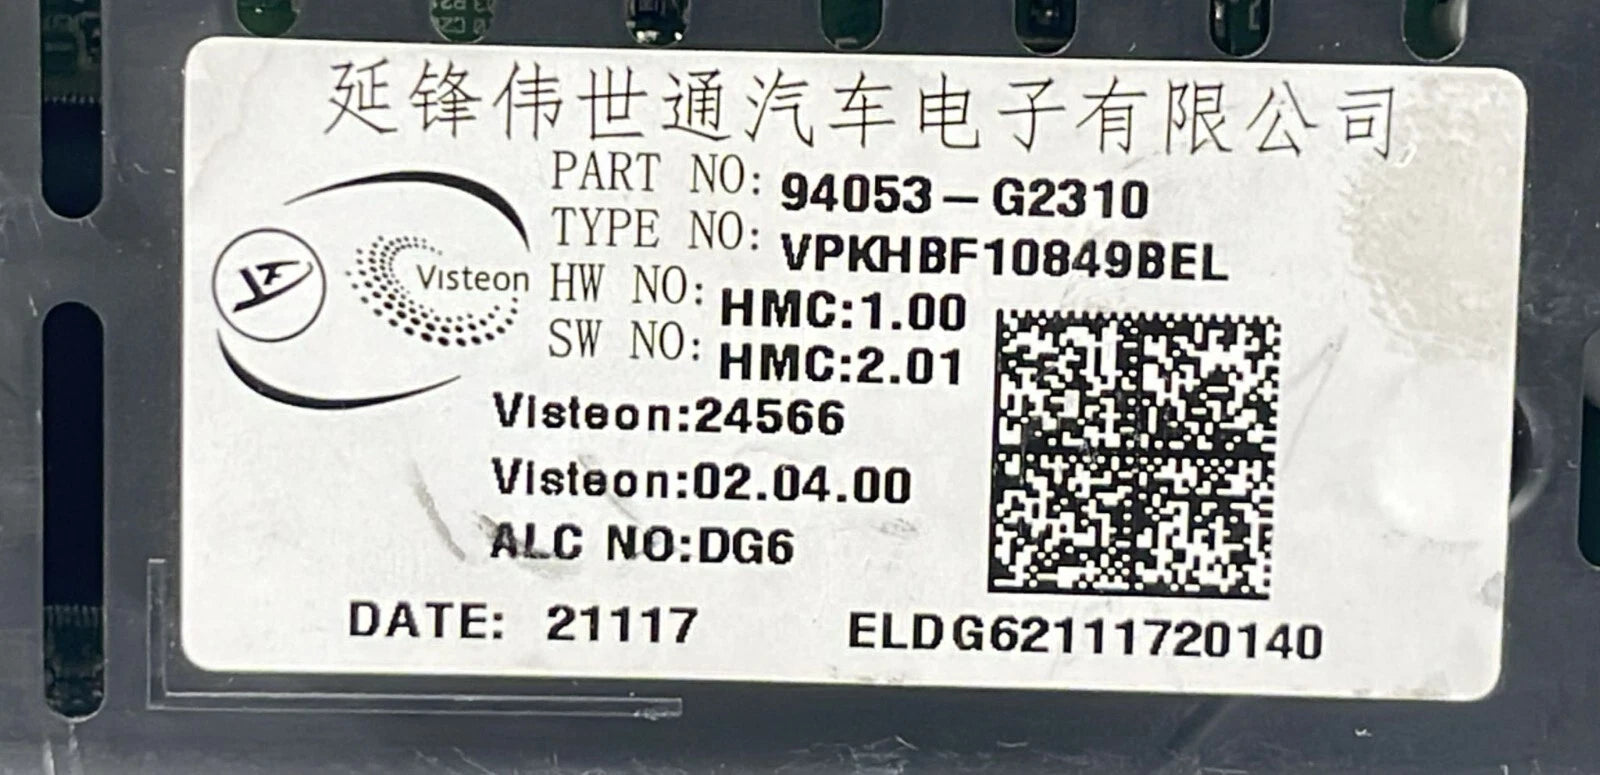 延锋伟世通汽车电子有限公司
PART NO: 94053-G2310
TYPE NO: VPKHBF10849BEL
Visteon
HW NO: HMC:1.00
SW NO: HMC:2.01
Visteon:24566
Visteon:02.04.00
ALC NO:DG6
DATE: 21117 ELDG62111720140